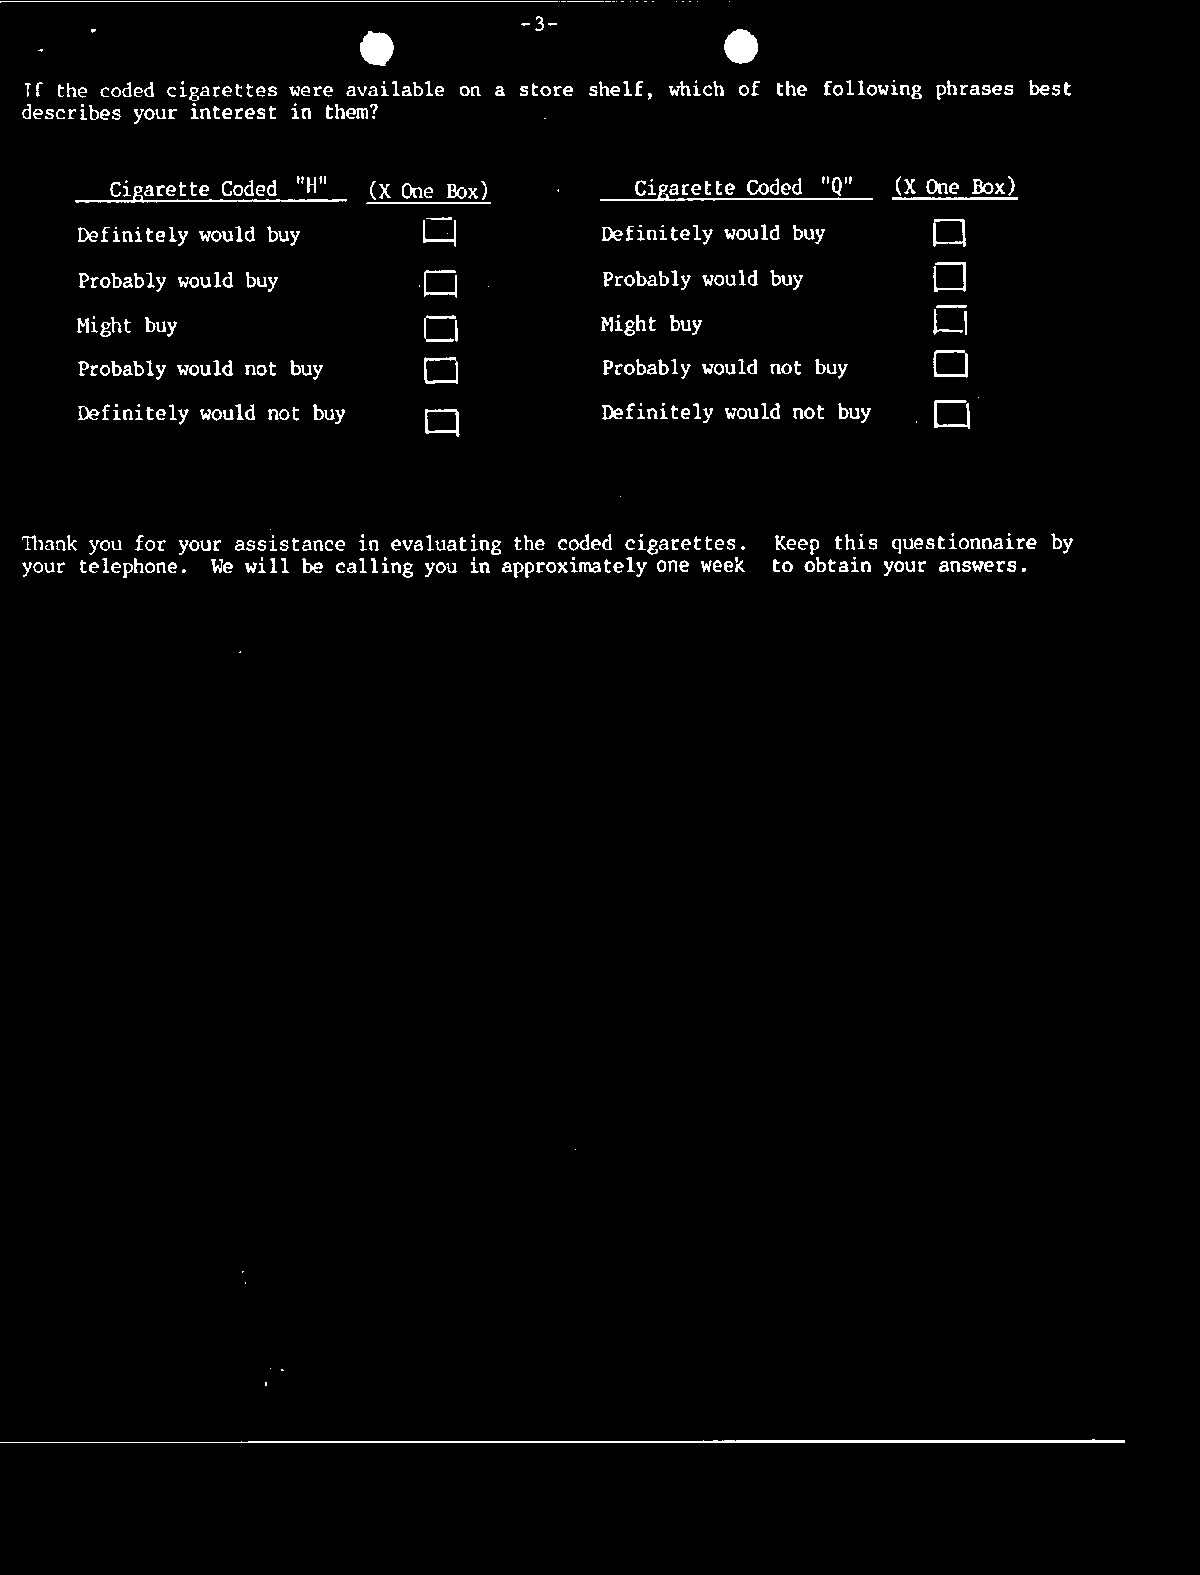 -3-
If the coded cigarettes were available on a store shelf, which of the following phrases best
describes your interest in them?
Cigarette Coded "H" (X One Box) Cigarette Coded "Q" (X One Box)
Definitely would buy Definitely would buy
Probably would buy Probably would buy
Might buy Might buy
Probably would not buy Probably would not buy
Definitely would not buy Definitely would not buy
Thank you for your assistance in evaluating the coded cigarettes. Keep this questionnaire by
your telephone. We will be calling you in approximately one week to obtain your answers.